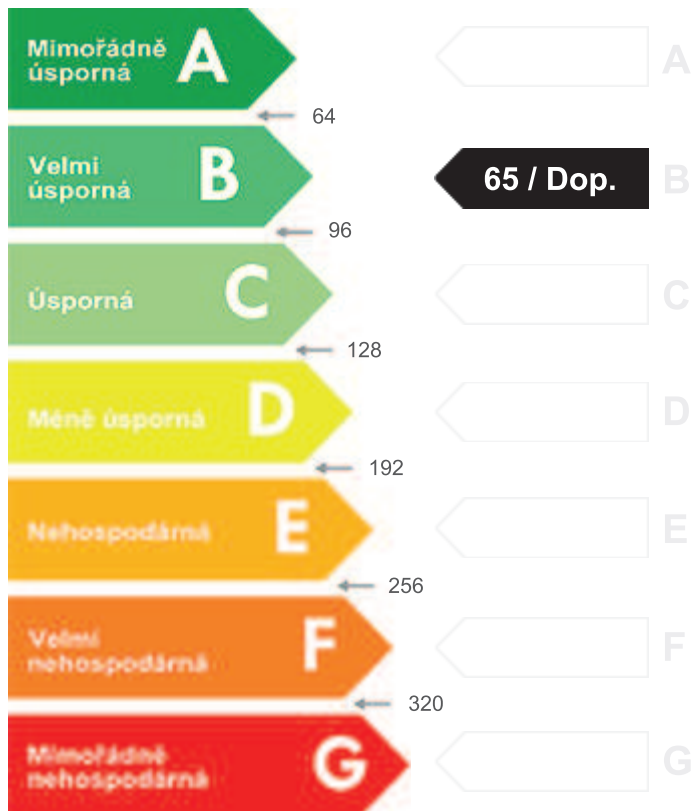 Mimořádně
úsporná
A
A
64
Velmi
úsporná
B
65 / Dop.
B
96
Úsporná
C
C
128
Méně úsporná
D
D
192
Nehospodárná
E
E
256
Velmi
nehospodárná
F
F
320
Mimořádně
nehospodárná
G
G